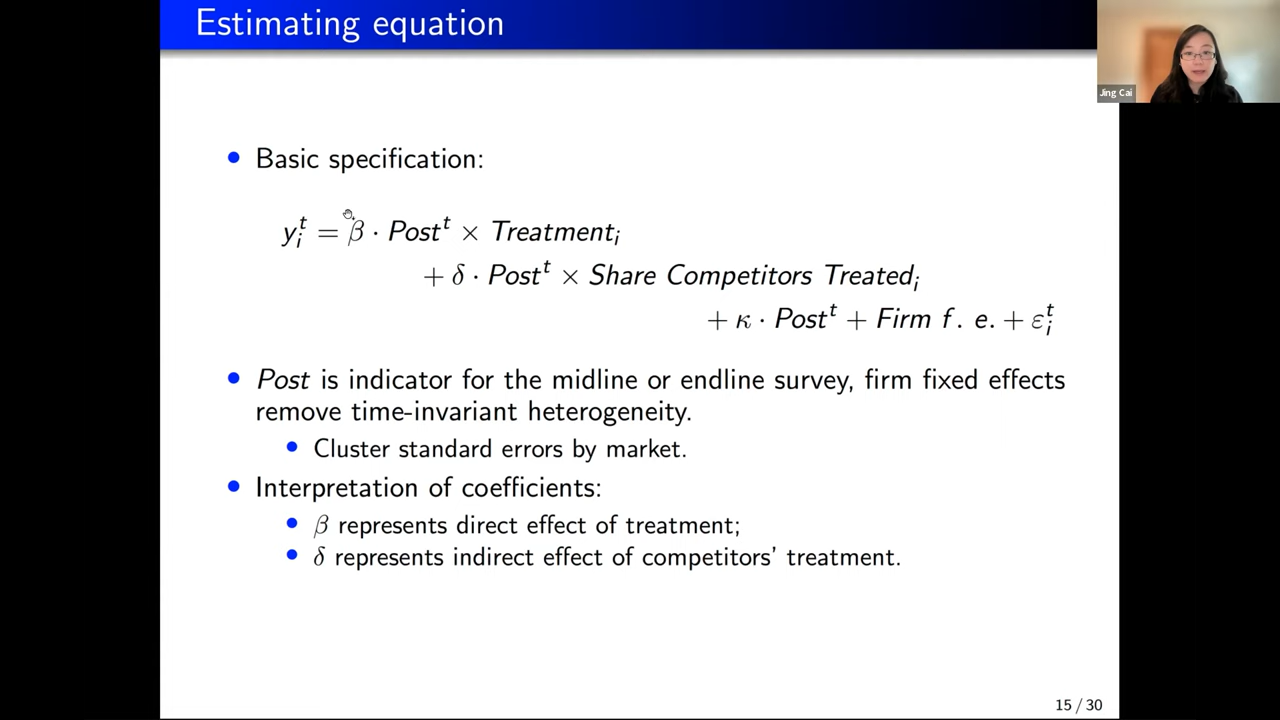 Estimating equation
Jing Cai
• Basic specification:
y_i^t = β · Post^t × Treatment_i
+ δ · Post^t × Share Competitors Treated_i
+ κ · Post^t + Firm f. e. + ε_i^t
• Post is indicator for the midline or endline survey, firm fixed effects
remove time-invariant heterogeneity.
• Cluster standard errors by market.
• Interpretation of coefficients:
• β represents direct effect of treatment;
• δ represents indirect effect of competitors' treatment.
15 / 30